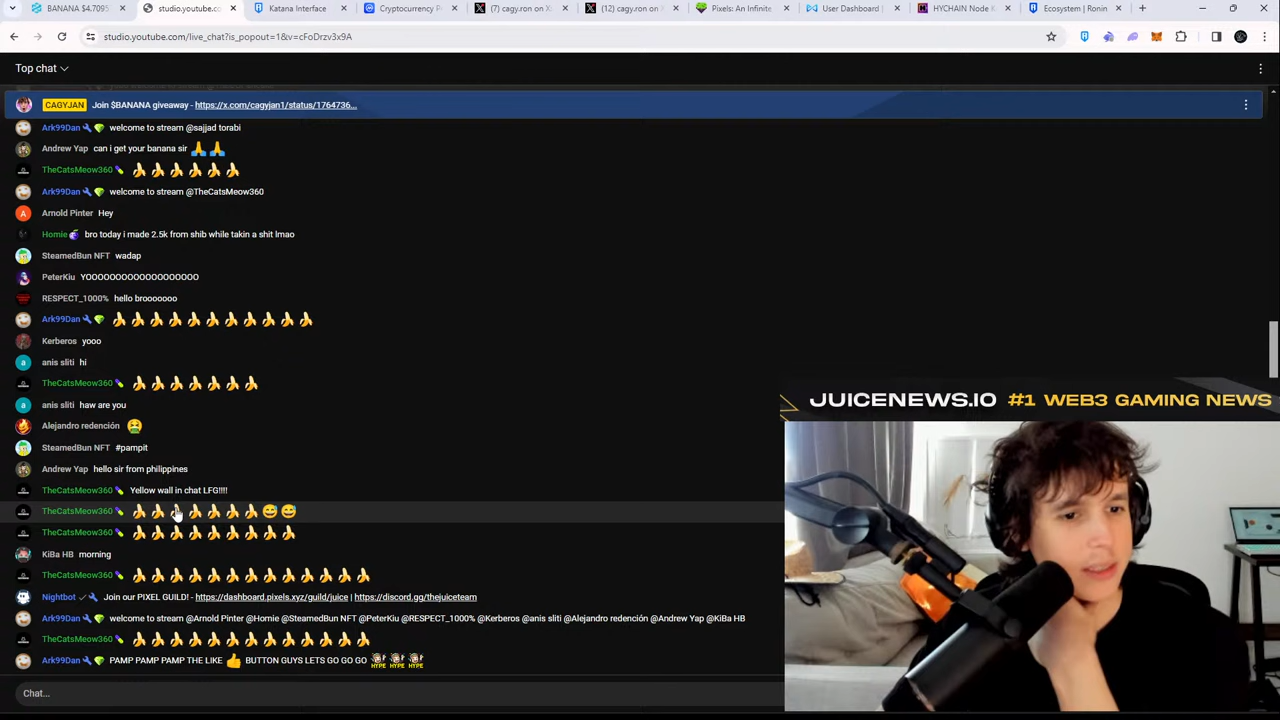 BANANA $4.7095
studio.youtube.co
Katana Interface
Cryptocurrency P
(7) cagy.ron on X
(12) cagy.ron on X
Pixels: An Infinite
User Dashboard |
HYCHAIN Node K
Ecosystem | Ronin
studio.youtube.com/live_chat?is_popout=1&v=cFoDrzv3x9A
Top chat
CAGYJAN Join $BANANA giveaway - https://x.com/cagyjan1/status/1764736...
Ark99Dan welcome to stream @sajjad torabi
Andrew Yap can i get your banana sir 🙏 🙏
TheCatsMeow360 🍌 🍌 🍌 🍌 🍌 🍌
Ark99Dan welcome to stream @TheCatsMeow360
A Arnold Pinter Hey
Homie bro today i made 2.5k from shib while takin a shit lmao
SteamedBun NFT wadap
PeterKiu YOOOOOOOOOOOOOOOOOOO
RESPECT_1000% hello brooooooo
Ark99Dan 🍌 🍌 🍌 🍌 🍌 🍌 🍌 🍌 🍌 🍌 🍌
Kerberos yooo
a anis sliti hi
TheCatsMeow360 🍌 🍌 🍌 🍌 🍌 🍌 🍌
a anis sliti haw are you
Alejandro redención 🤮
SteamedBun NFT #pampit
Andrew Yap hello sir from philippines
TheCatsMeow360 Yellow wall in chat LFG!!!!
TheCatsMeow360 🍌 🍌 🍌 🍌 🍌 🍌 🍌 😅 😅
TheCatsMeow360 🍌 🍌 🍌 🍌 🍌 🍌 🍌 🍌 🍌
KiBa HB morning
TheCatsMeow360 🍌 🍌 🍌 🍌 🍌 🍌 🍌 🍌 🍌 🍌 🍌 🍌 🍌
Nightbot Join our PIXEL GUILD! - https://dashboard.pixels.xyz/guild/juice | https://discord.gg/thejuiceteam
Ark99Dan welcome to stream @Arnold Pinter @Homie @SteamedBun NFT @PeterKiu @RESPECT_1000% @Kerberos @anis sliti @Alejandro redención @Andrew Yap @KiBa HB
TheCatsMeow360 🍌 🍌 🍌 🍌 🍌 🍌 🍌 🍌 🍌 🍌 🍌 🍌 🍌
Ark99Dan PAMP PAMP PAMP THE LIKE 👍 BUTTON GUYS LETS GO GO GO HYPE HYPE HYPE
Chat...
JUICENEWS.IO #1 WEB3 GAMING NEWS